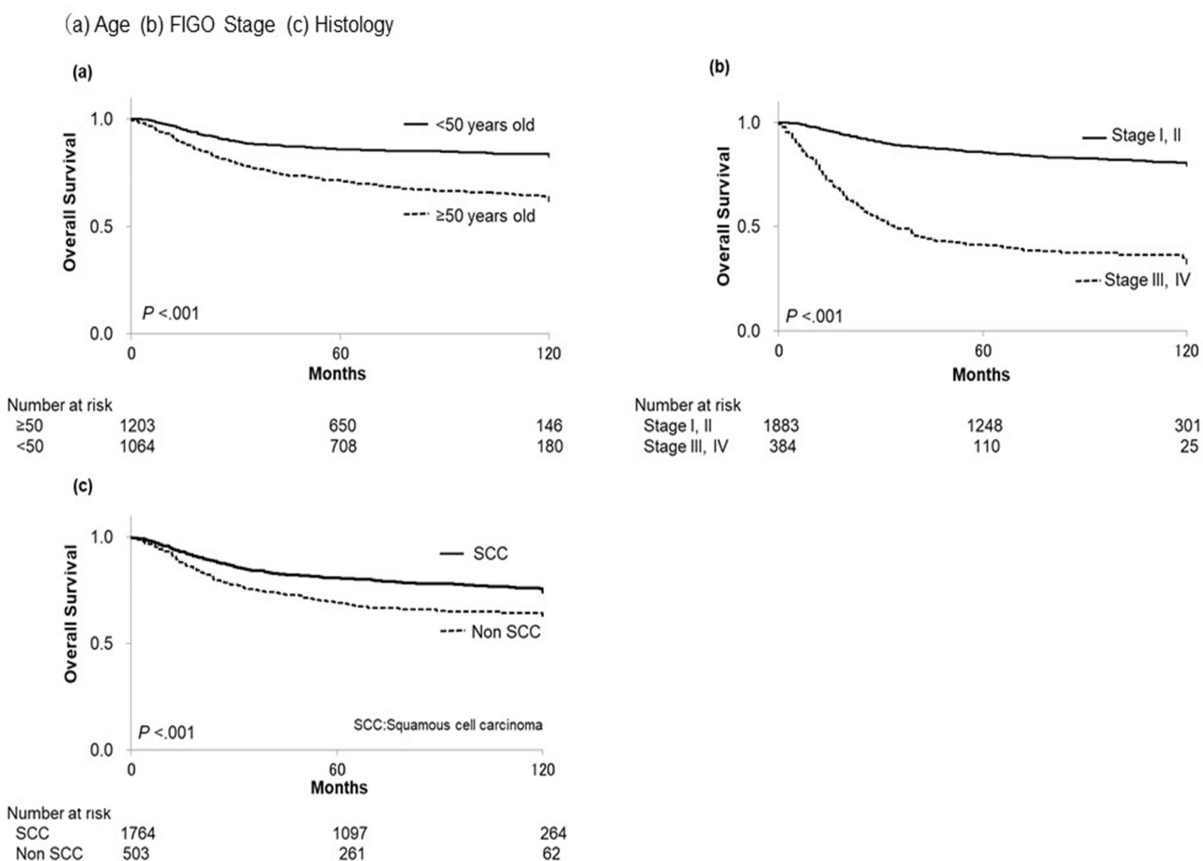 (a) Age (b) FIGO Stage (c) Histology
(a)
Overall Survival
1.0
0.5
0.0
<50 years old
≥50 years old
P <.001
0 60 120
Months
Number at risk
≥50 1203 650 146
<50 1064 708 180
(b)
Overall Survival
1.0
0.5
0.0
Stage I, II
Stage III, IV
P <.001
0 60 120
Months
Number at risk
Stage I, II 1883 1248 301
Stage III, IV 384 110 25
(c)
Overall Survival
1.0
0.5
0.0
SCC
Non SCC
P <.001
SCC:Squamous cell carcinoma
0 60 120
Months
Number at risk
SCC 1764 1097 264
Non SCC 503 261 62